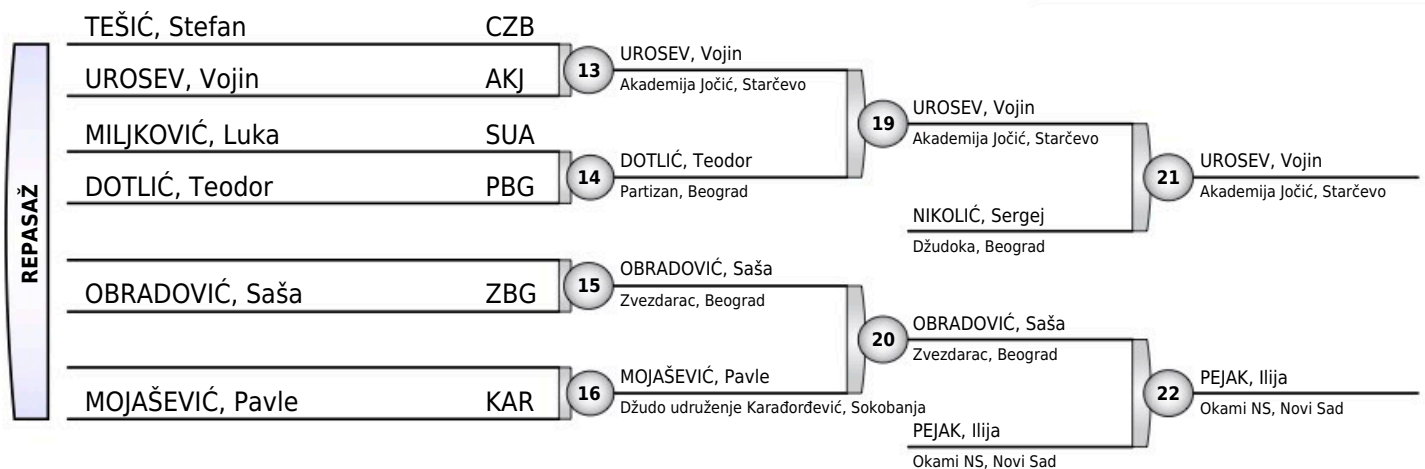 REPASAŽ
TEŠIĆ, Stefan CZB
UROSEV, Vojin AKJ
MILJKOVIĆ, Luka SUA
DOTLIĆ, Teodor PBG
OBRADOVIĆ, Saša ZBG
MOJAŠEVIĆ, Pavle KAR
13
UROSEV, Vojin
Akademija Jočić, Starčevo
14
DOTLIĆ, Teodor
Partizan, Beograd
15
OBRADOVIĆ, Saša
Zvezdarac, Beograd
16
MOJAŠEVIĆ, Pavle
Džudo udruženje Karađorđević, Sokobanja
19
UROSEV, Vojin
Akademija Jočić, Starčevo
NIKOLIĆ, Sergej
Džudoka, Beograd
20
OBRADOVIĆ, Saša
Zvezdarac, Beograd
PEJAK, Ilija
Okami NS, Novi Sad
21
UROSEV, Vojin
Akademija Jočić, Starčevo
22
PEJAK, Ilija
Okami NS, Novi Sad